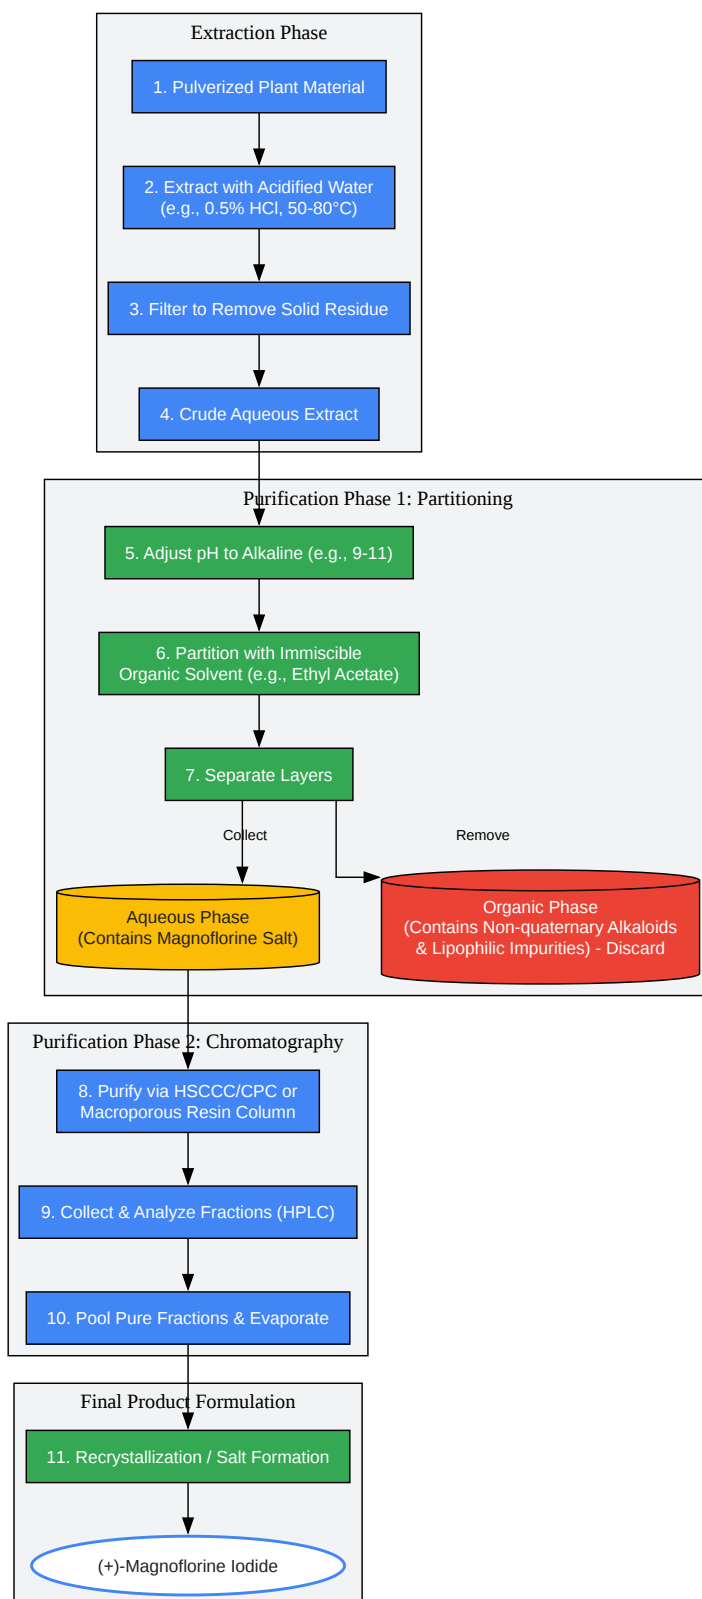 Extraction Phase
1. Pulverized Plant Material
2. Extract with Acidified Water
(e.g., 0.5% HCl, 50-80°C)
3. Filter to Remove Solid Residue
4. Crude Aqueous Extract
Purification Phase 1: Partitioning
5. Adjust pH to Alkaline (e.g., 9-11)
6. Partition with Immiscible
Organic Solvent (e.g., Ethyl Acetate)
7. Separate Layers
Collect
Remove
Aqueous Phase
(Contains Magnoflorine Salt)
Organic Phase
(Contains Non-quaternary Alkaloids
& Lipophilic Impurities) - Discard
Purification Phase 2: Chromatography
8. Purify via HSCCC/CPC or
Macroporous Resin Column
9. Collect & Analyze Fractions (HPLC)
10. Pool Pure Fractions & Evaporate
Final Product Formulation
11. Recrystallization / Salt Formation
(+)-Magnoflorine Iodide